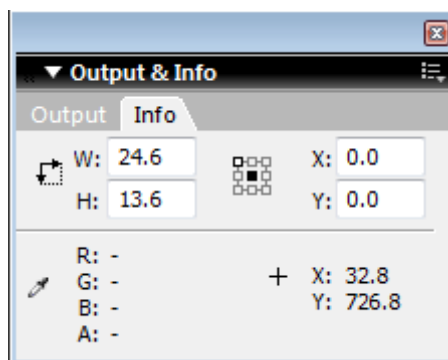 Output & Info
Output Info
W: 24.6 X: 0.0
H: 13.6 Y: 0.0
R: - X: 32.8
G: - Y: 726.8
B: -
A: -